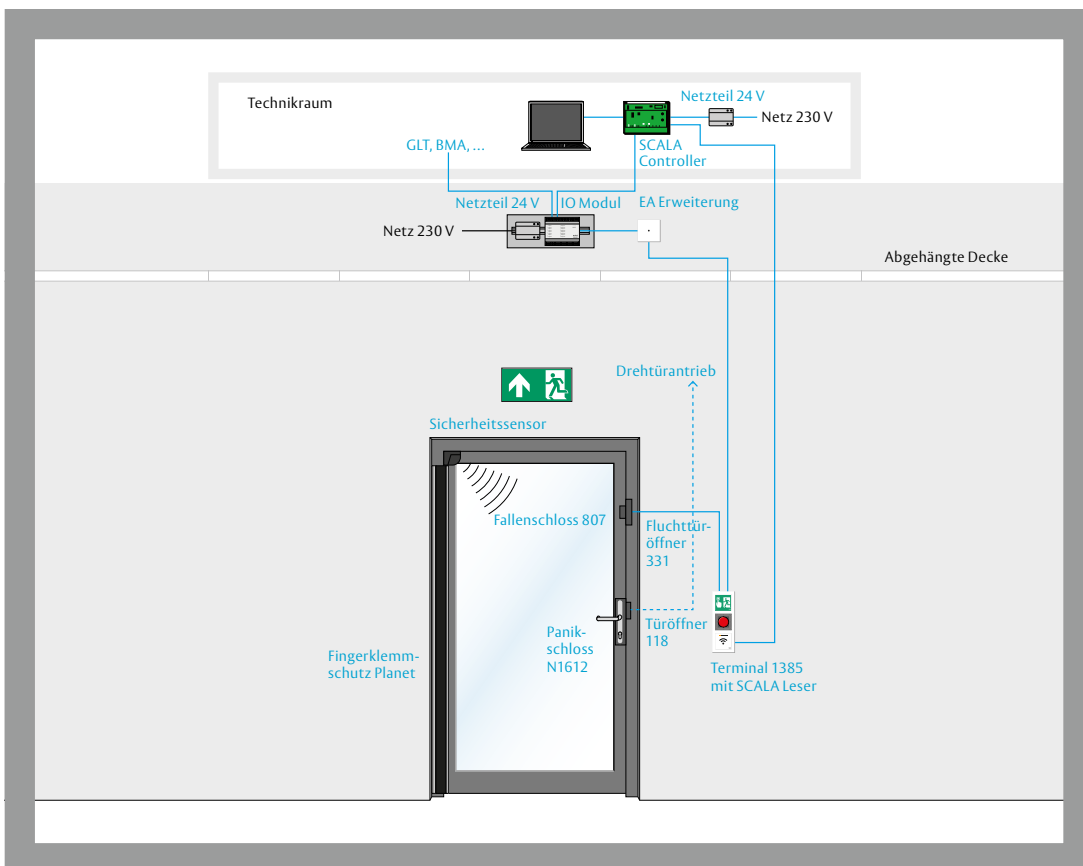 Technikraum
Netzteil 24 V
Netz 230 V
GLT, BMA, ...
SCALA
Controller
Netzteil 24 V
IO Modul
EA Erweiterung
Netz 230 V
Abgehängte Decke
Drehtürantrieb
Sicherheitssensor
Fallenschloss 807
Fluchttür-
öffner
331
Panik-
schloss
N1612
Türöffner
118
Fingerklemm-
schutz Planet
Terminal 1385
mit SCALA Leser